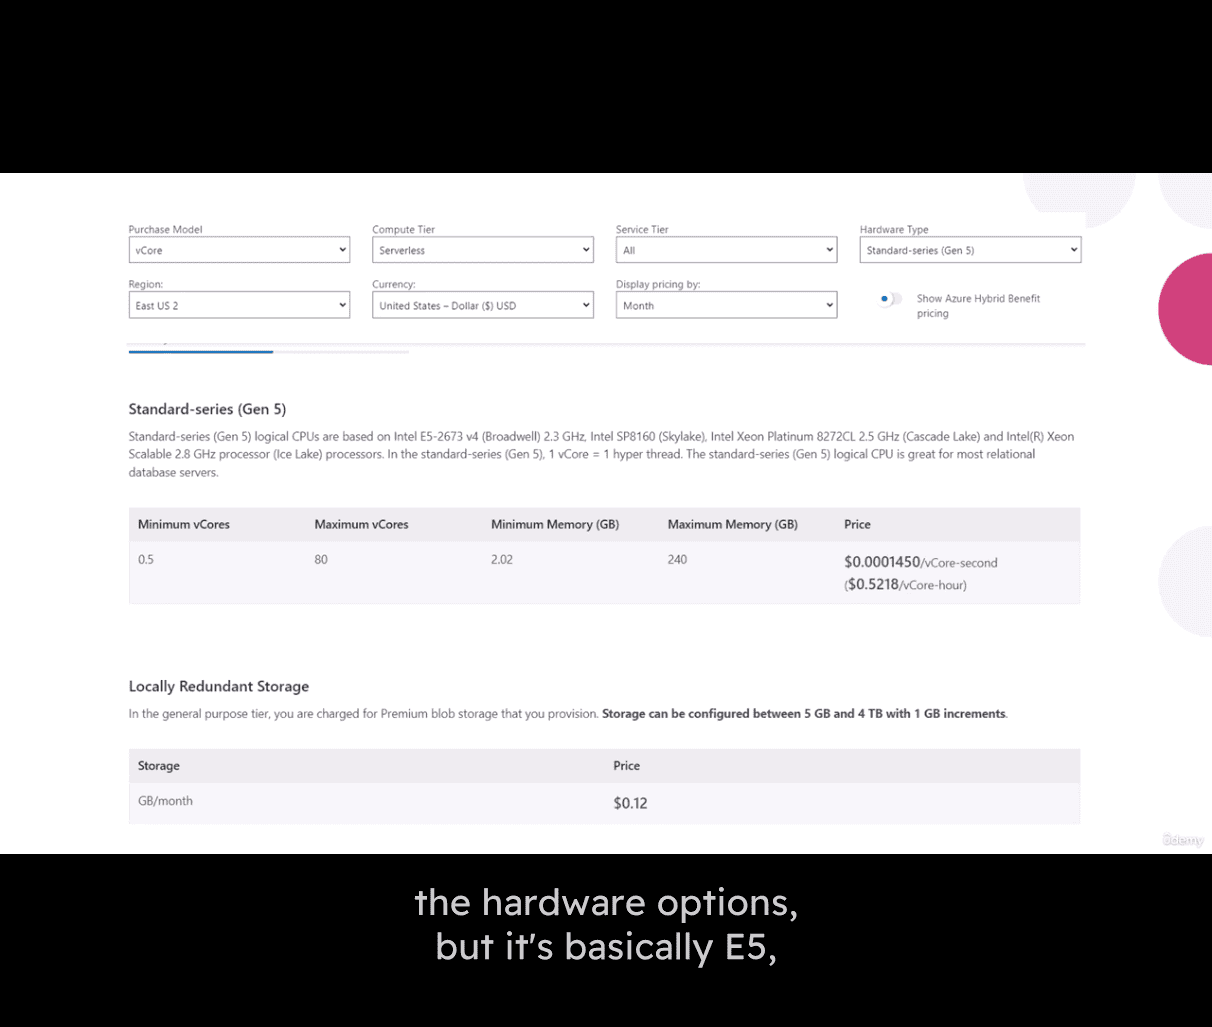 Purchase Model
Compute Tier
Service Tier
Hardware Type
vCore
Serverless
All
Standard-series (Gen 5)
Region:
Currency:
Display pricing by:
East US 2
United States – Dollar ($) USD
Month
Show Azure Hybrid Benefit
pricing
Standard-series (Gen 5)
Standard-series (Gen 5) logical CPUs are based on Intel E5-2673 v4 (Broadwell) 2.3 GHz, Intel SP8160 (Skylake), Intel Xeon Platinum 8272CL 2.5 GHz (Cascade Lake) and Intel(R) Xeon
Scalable 2.8 GHz processor (Ice Lake) processors. In the standard-series (Gen 5), 1 vCore = 1 hyper thread. The standard-series (Gen 5) logical CPU is great for most relational
database servers.
Minimum vCores
Maximum vCores
Minimum Memory (GB)
Maximum Memory (GB)
Price
0.5
80
2.02
240
$0.0001450/vCore-second
($0.5218/vCore-hour)
Locally Redundant Storage
In the general purpose tier, you are charged for Premium blob storage that you provision. Storage can be configured between 5 GB and 4 TB with 1 GB increments.
Storage
Price
GB/month
$0.12
ûdemy
the hardware options,
but it's basically E5,